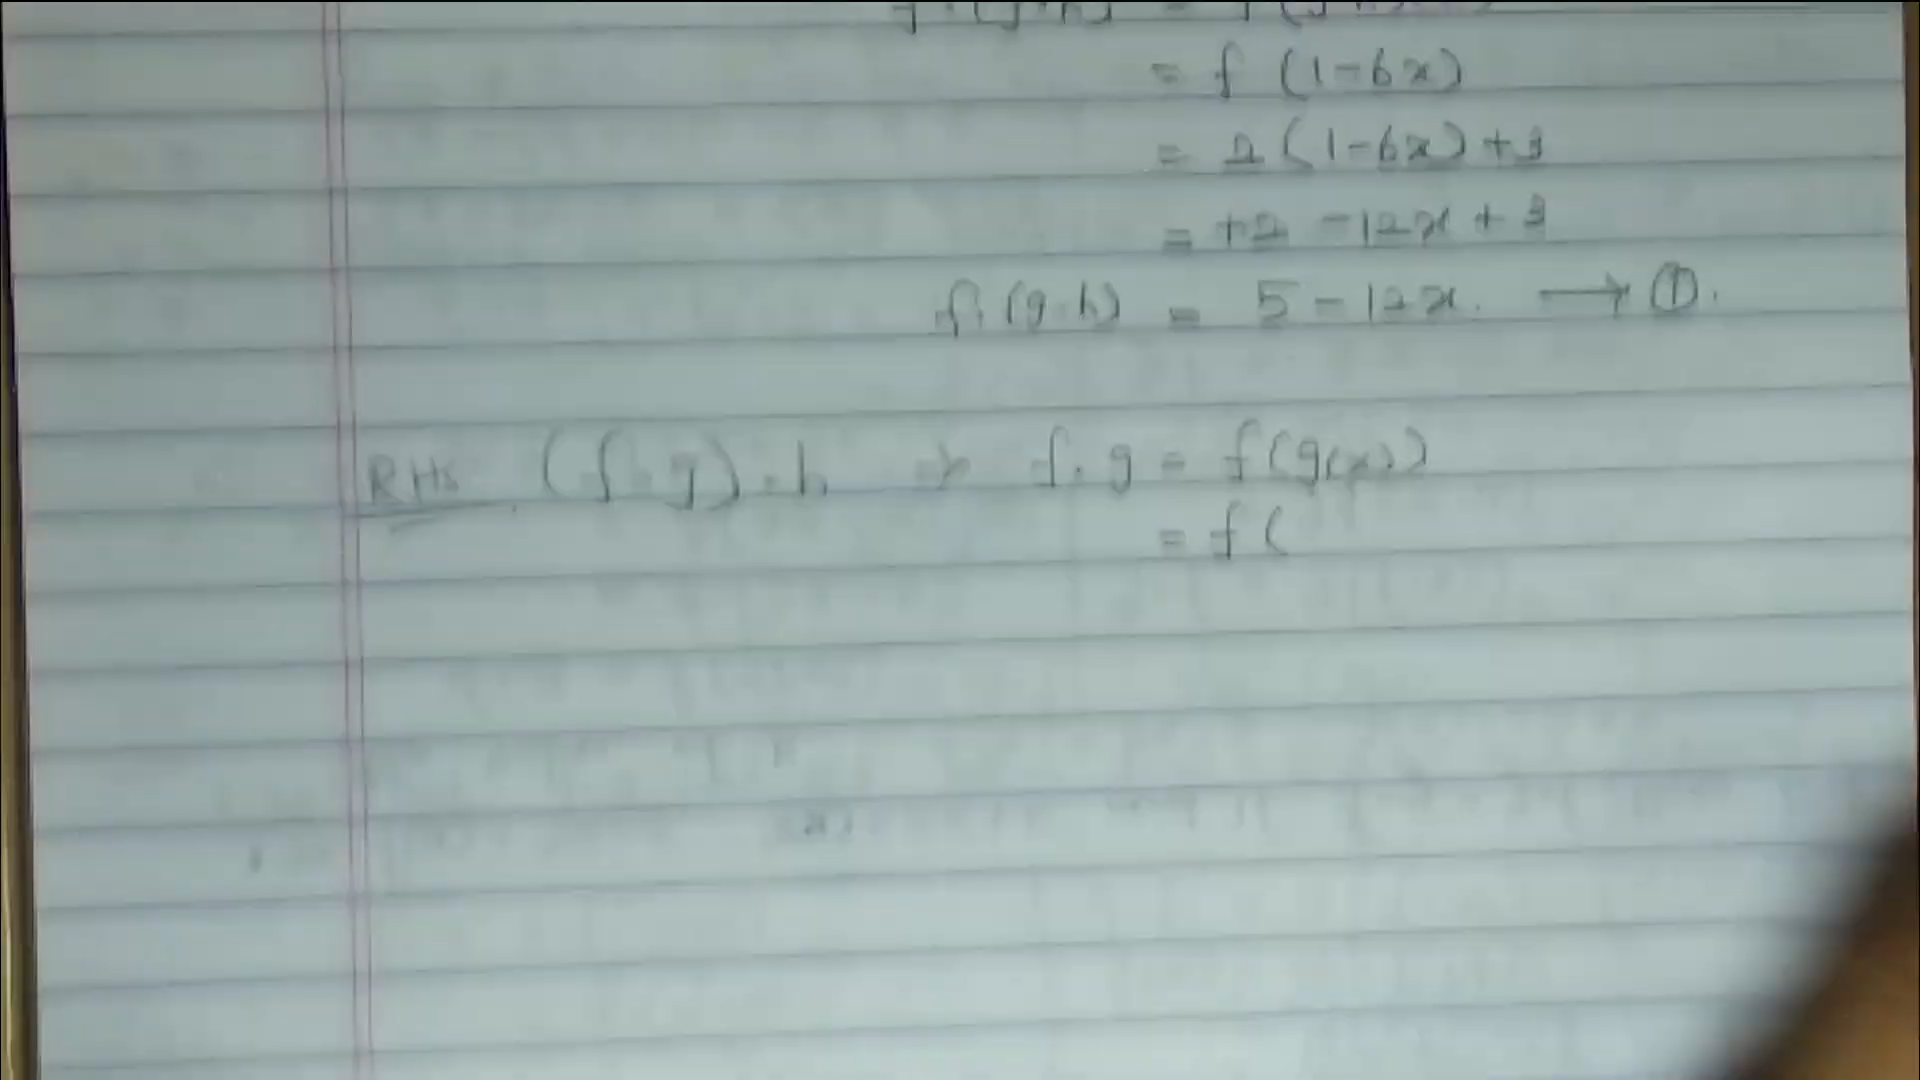 = f (1-6x)
= 2 (1-6x) + 3
= +2 -12x + 3
f.(g.h) = 5 - 12x. → ①.
RHS (f.g).h ⇒ f.g = f(g(x))
= f (